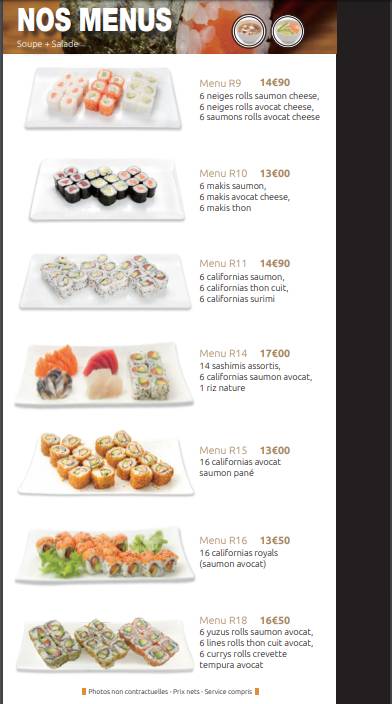 NOS MENUS
Soupe + Salade
Menu R9 14€90
6 neiges rolls saumon cheese,
6 neiges rolls avocat cheese,
6 saumons rolls avocat cheese
Menu R10 13€00
6 makis saumon,
6 makis avocat cheese,
6 makis thon
Menu R11 14€90
6 californias saumon,
6 californias thon cuit,
6 californias surimi
Menu R14 17€00
14 sashimis assortis,
6 californias saumon avocat,
1 riz nature
Menu R15 13€00
16 californias avocat
saumon pané
Menu R16 13€50
16 californias royals
(saumon avocat)
Menu R18 16€50
6 yuzus rolls saumon avocat,
6 lines rolls thon cuit avocat,
6 currys rolls crevette
tempura avocat
Photos non contractuelles - Prix nets - Service compris